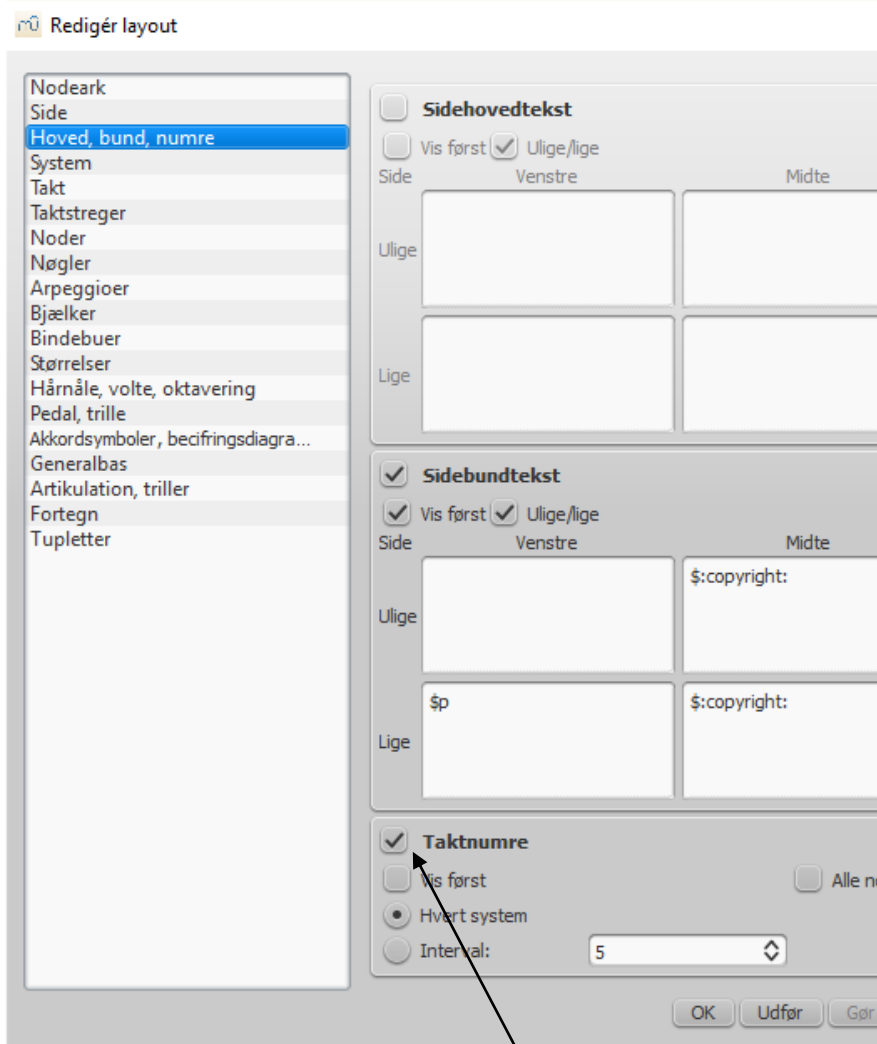 Redigér layout
Nodeark
Side
Hoved, bund, numre
System
Takt
Taktstreger
Noder
Nøgler
Arpeggioer
Bjælker
Bindebuer
Størrelser
Hårnåle, volte, oktavering
Pedal, trille
Akkordsymboler, becifringsdiagra...
Generalbas
Artikulation, triller
Fortegn
Tupletter
Sidehovedtekst
Vis først Ulige/lige
Side Venstre Midte
Ulige
Lige
Sidebundtekst
Vis først Ulige/lige
Side Venstre Midte
Ulige $:copyright:
Lige $p $:copyright:
Taktnumre
Vis først Alle
Hvert system
Interval: 5
OK Udfør Gør